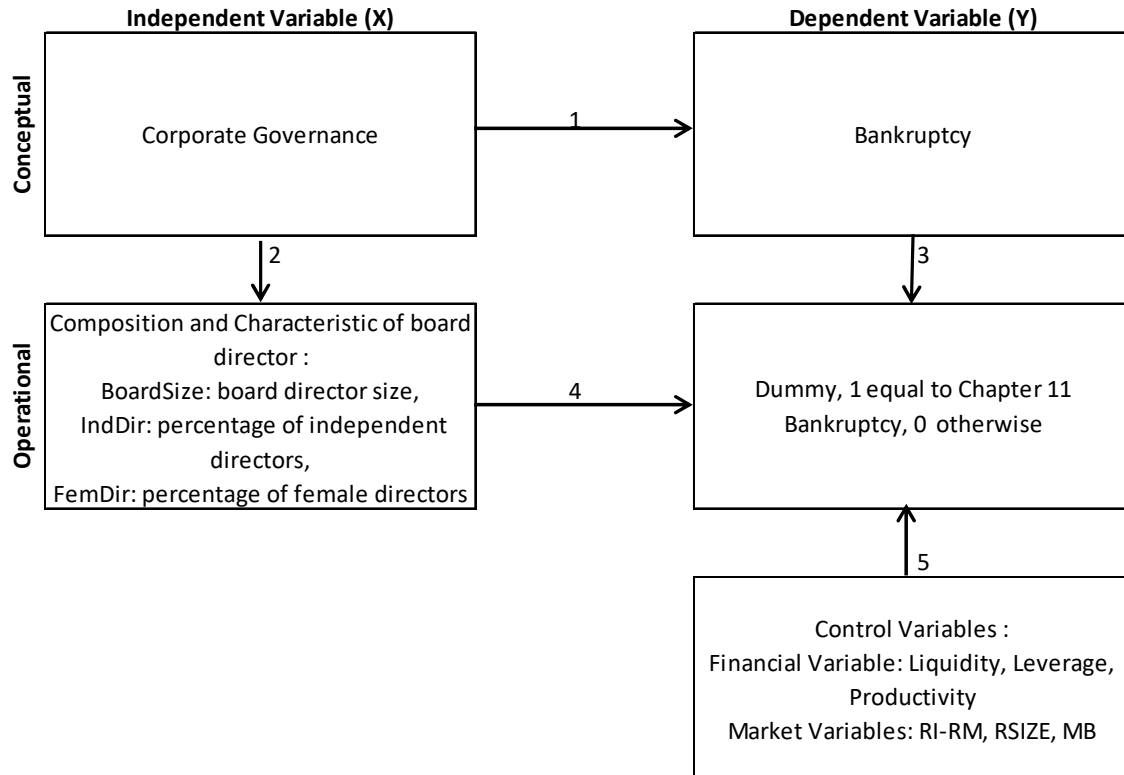 Independent Variable (X)
Dependent Variable (Y)
Conceptual
Corporate Governance
1
Bankruptcy
2
3
Operational
Composition and Characteristic of board
director :
BoardSize: board director size,
IndDir: percentage of independent
directors,
FemDir: percentage of female directors
4
Dummy, 1 equal to Chapter 11
Bankruptcy, 0 otherwise
5
Control Variables :
Financial Variable: Liquidity, Leverage,
Productivity
Market Variables: RI-RM, RSIZE, MB